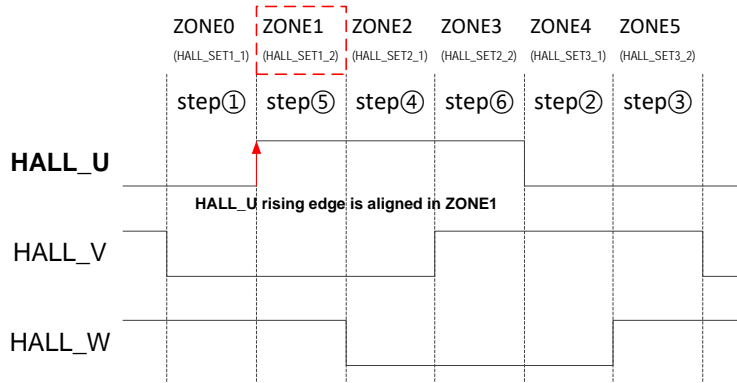 ZONE0 ZONE1 ZONE2 ZONE3 ZONE4 ZONE5
(HALL_SET1_1) (HALL_SET1_2) (HALL_SET2_1) (HALL_SET2_2) (HALL_SET3_1) (HALL_SET3_2)
step① step⑤ step④ step⑥ step② step③
HALL_U
HALL_U rising edge is aligned in ZONE1
HALL_V
HALL_W